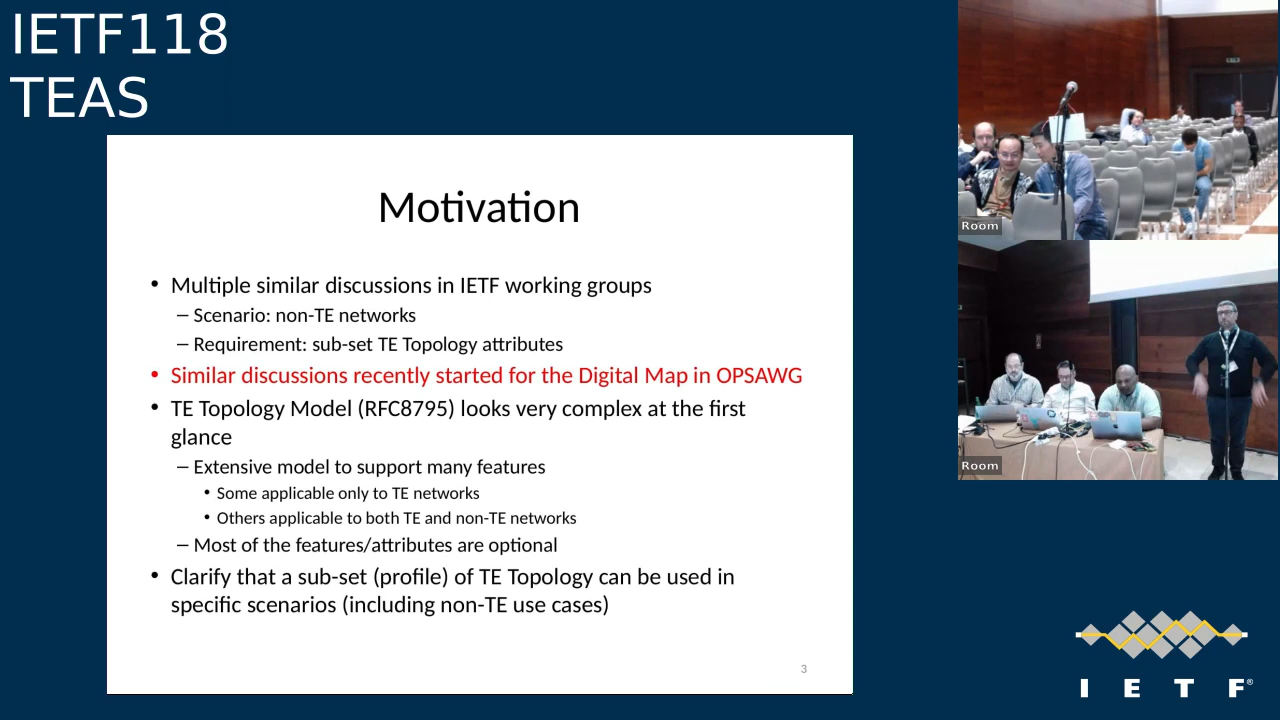 IETF118
TEAS
Motivation
• Multiple similar discussions in IETF working groups
– Scenario: non-TE networks
– Requirement: sub-set TE Topology attributes
• Similar discussions recently started for the Digital Map in OPSAWG
• TE Topology Model (RFC8795) looks very complex at the first
glance
– Extensive model to support many features
• Some applicable only to TE networks
• Others applicable to both TE and non-TE networks
– Most of the features/attributes are optional
• Clarify that a sub-set (profile) of TE Topology can be used in
specific scenarios (including non-TE use cases)
3
Room
Room
I E T F®